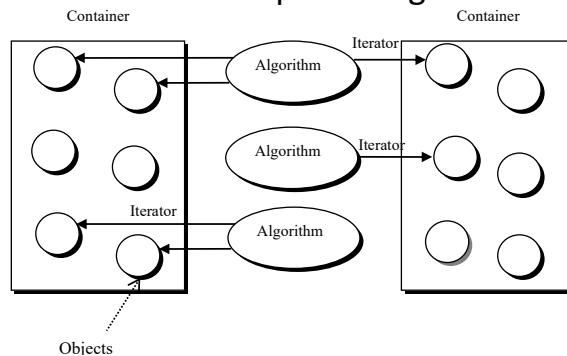 Container
Container
Iterator
Algorithm
Algorithm
Iterator
Iterator
Algorithm
Objects